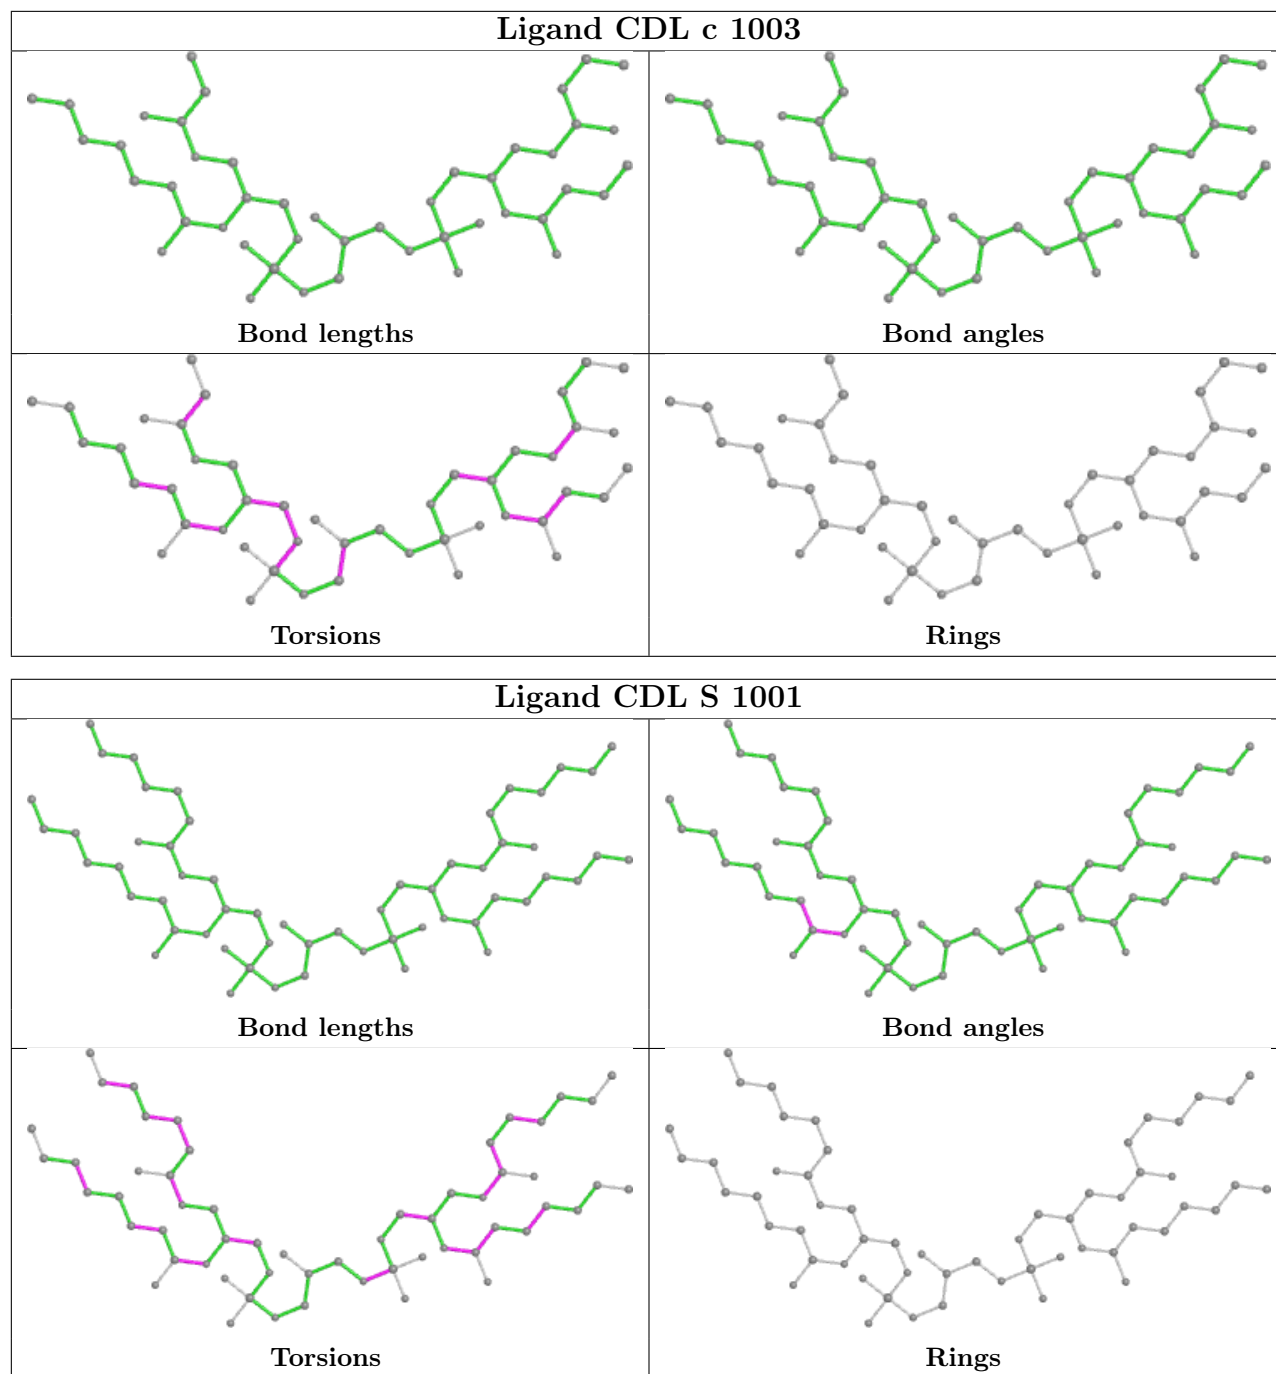 Ligand CDL c 1003
Bond lengths
Bond angles
Torsions
Rings
Ligand CDL S 1001
Bond lengths
Bond angles
Torsions
Rings